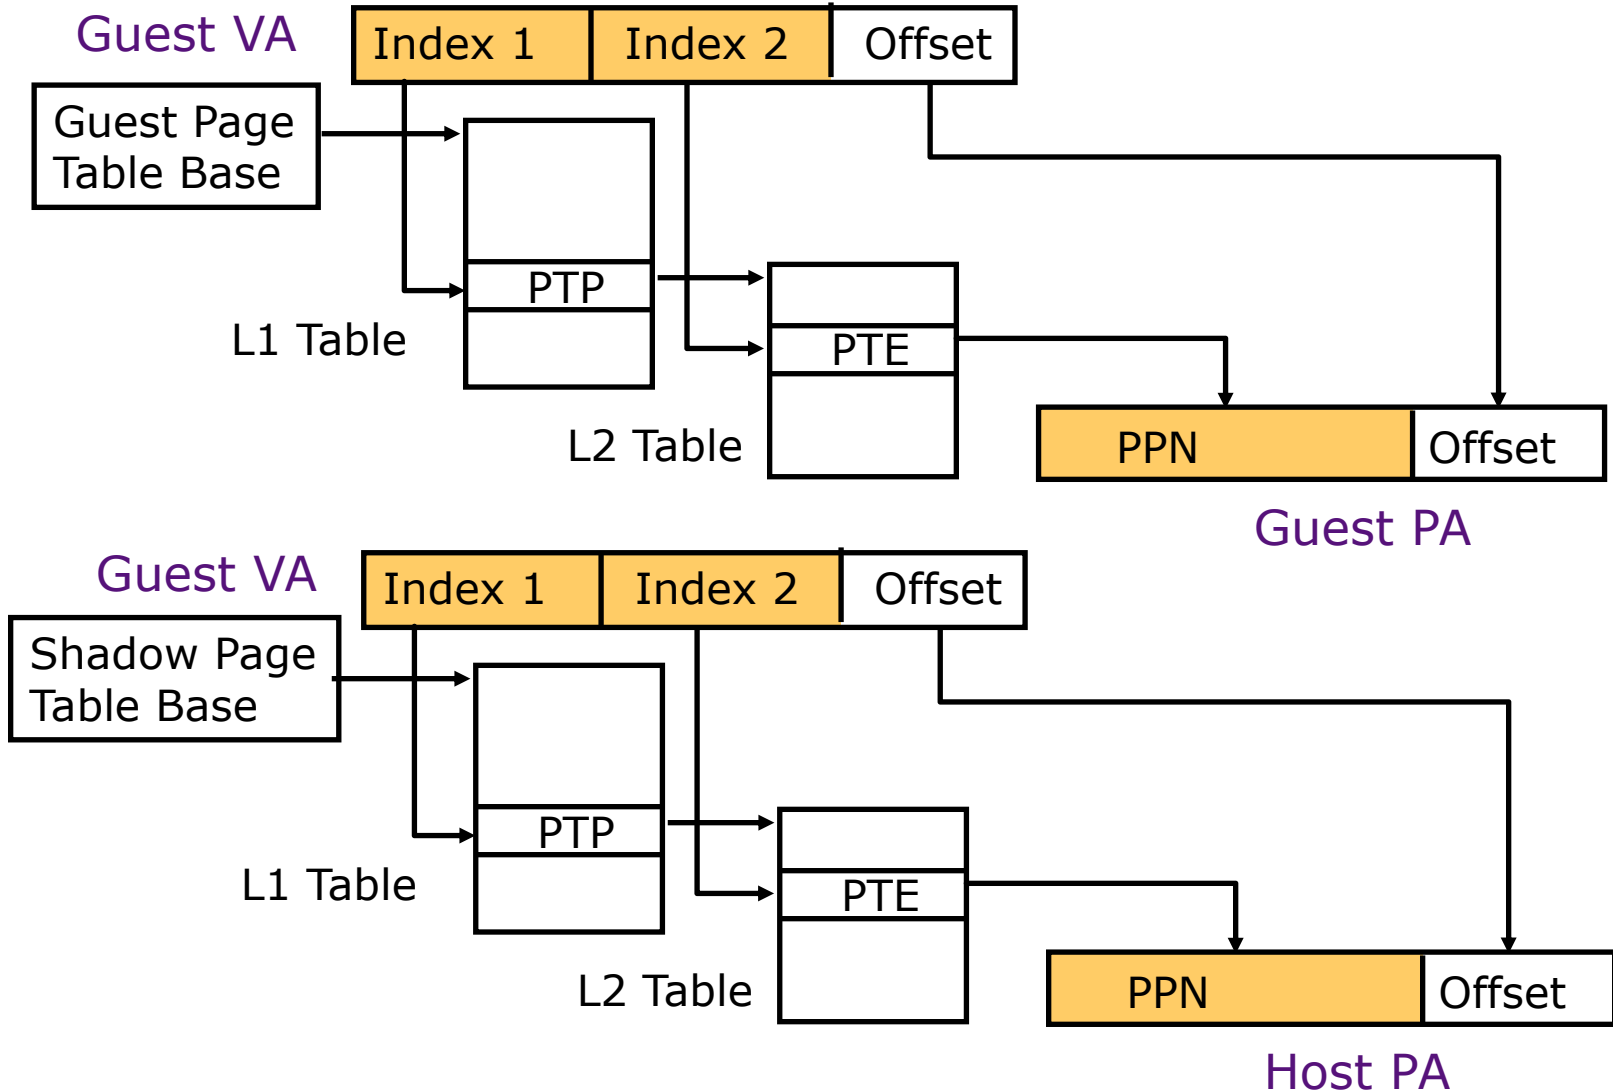 Guest VA
Index 1
Index 2
Offset
Guest Page
Table Base
PTP
L1 Table
PTE
L2 Table
PPN
Offset
Guest PA
Guest VA
Index 1
Index 2
Offset
Shadow Page
Table Base
PTP
L1 Table
PTE
L2 Table
PPN
Offset
Host PA